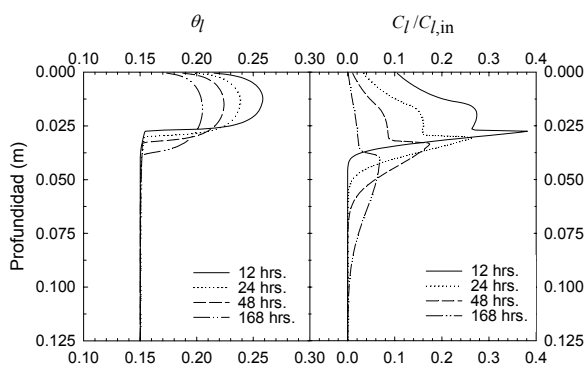 θl Cl /Cl,in
0.10 0.15 0.20 0.25 0.30 0.0 0.1 0.2 0.3 0.4
0.000 0.000
0.025 0.025
0.050 0.050
Profundidad (m)
0.075 0.075
0.100 0.100
0.125 0.125
12 hrs. 12 hrs.
24 hrs. 24 hrs.
48 hrs. 48 hrs.
168 hrs. 168 hrs.
0.10 0.15 0.20 0.25 0.30 0.0 0.1 0.2 0.3 0.4